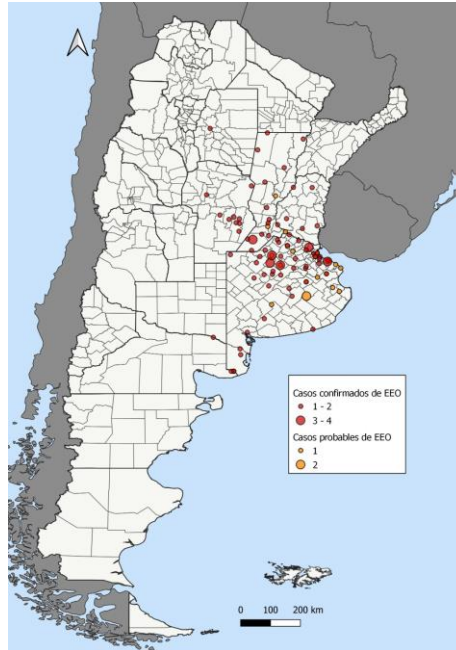 Casos confirmados de EEO
1 - 2
3 - 4
Casos probables de EEO
1
2
0 100 200 km